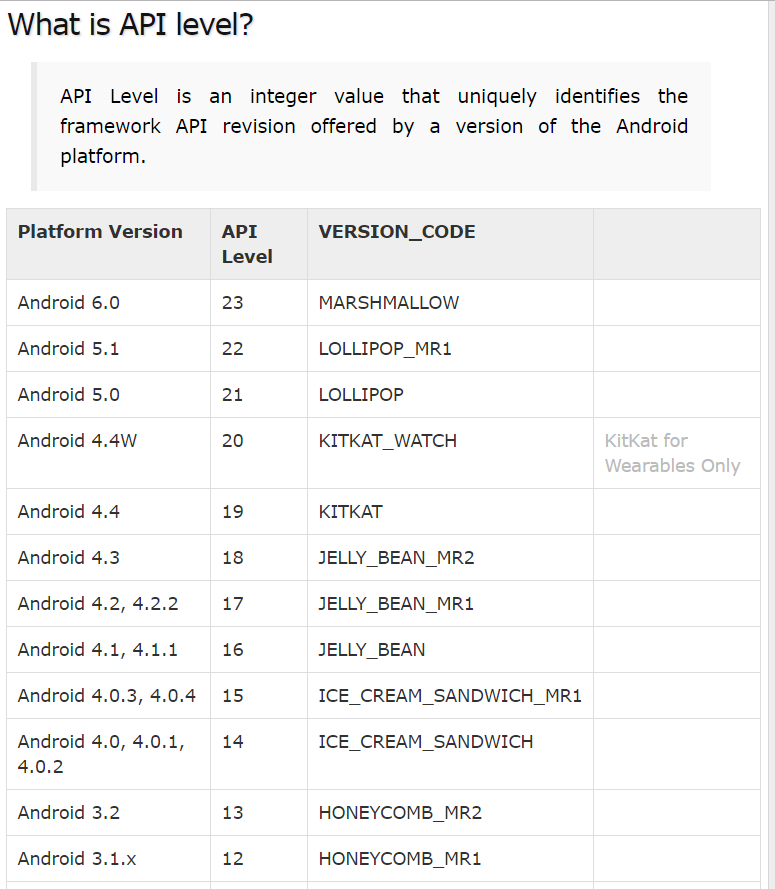 What is API level?
API Level is an integer value that uniquely identifies the
framework API revision offered by a version of the Android
platform.
Platform Version API Level VERSION_CODE
Android 6.0 23 MARSHMALLOW
Android 5.1 22 LOLLIPOP_MR1
Android 5.0 21 LOLLIPOP
Android 4.4W 20 KITKAT_WATCH KitKat for Wearables Only
Android 4.4 19 KITKAT
Android 4.3 18 JELLY_BEAN_MR2
Android 4.2, 4.2.2 17 JELLY_BEAN_MR1
Android 4.1, 4.1.1 16 JELLY_BEAN
Android 4.0.3, 4.0.4 15 ICE_CREAM_SANDWICH_MR1
Android 4.0, 4.0.1, 4.0.2 14 ICE_CREAM_SANDWICH
Android 3.2 13 HONEYCOMB_MR2
Android 3.1.x 12 HONEYCOMB_MR1